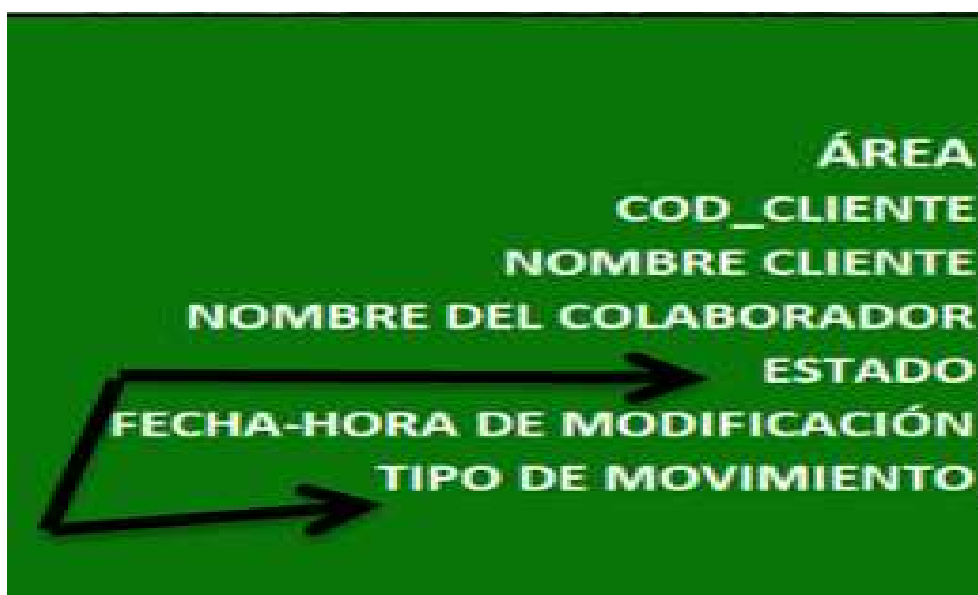 ÁREA
COD_CLIENTE
NOMBRE CLIENTE
NOMBRE DEL COLABORADOR
ESTADO
FECHA-HORA DE MODIFICACIÓN
TIPO DE MOVIMIENTO